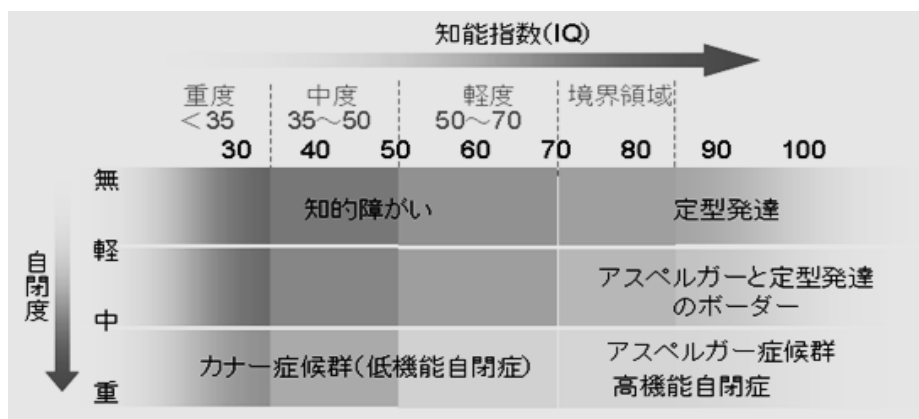 知能指数(IQ)
重度 中度 軽度 境界領域
＜35 35～50 50～70
30 40 50 60 70 80 90 100
無
知的障がい 定型発達
軽
自閉度
アスペルガーと定型発達
のボーダー
中
カナー症候群(低機能自閉症)
アスペルガー症候群
高機能自閉症
重